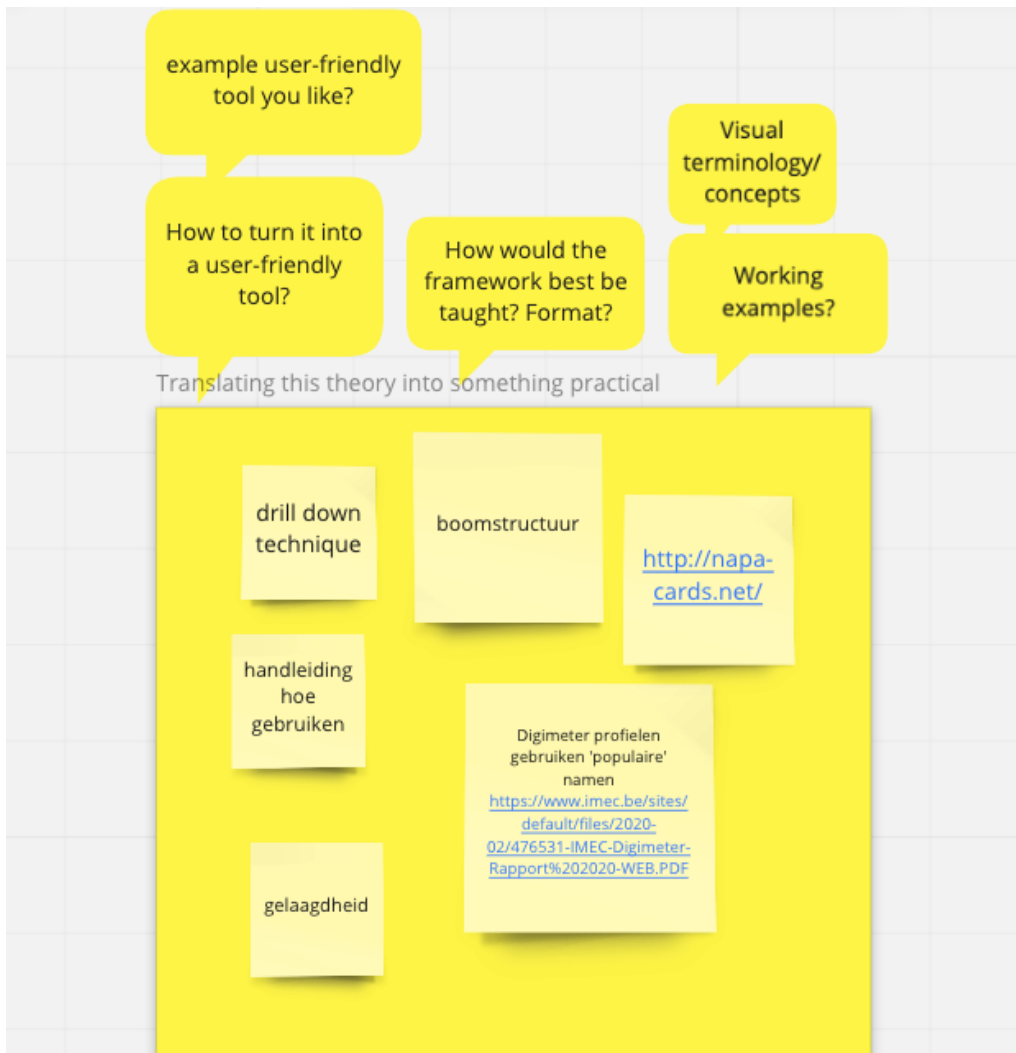 example user-friendly
tool you like?
How to turn it into
a user-friendly
tool?
How would the
framework best be
taught? Format?
Visual
terminology/
concepts
Working
examples?
Translating this theory into something practical
drill down
technique
boomstructuur
http://napa-
cards.net/
handleiding
hoe
gebruiken
Digimeter profielen
gebruiken 'populaire'
namen
https://www.imec.be/sites/
default/files/2020-
02/476531-IMEC-Digimeter-
Rapport%202020-WEB.PDF
gelaagdheid